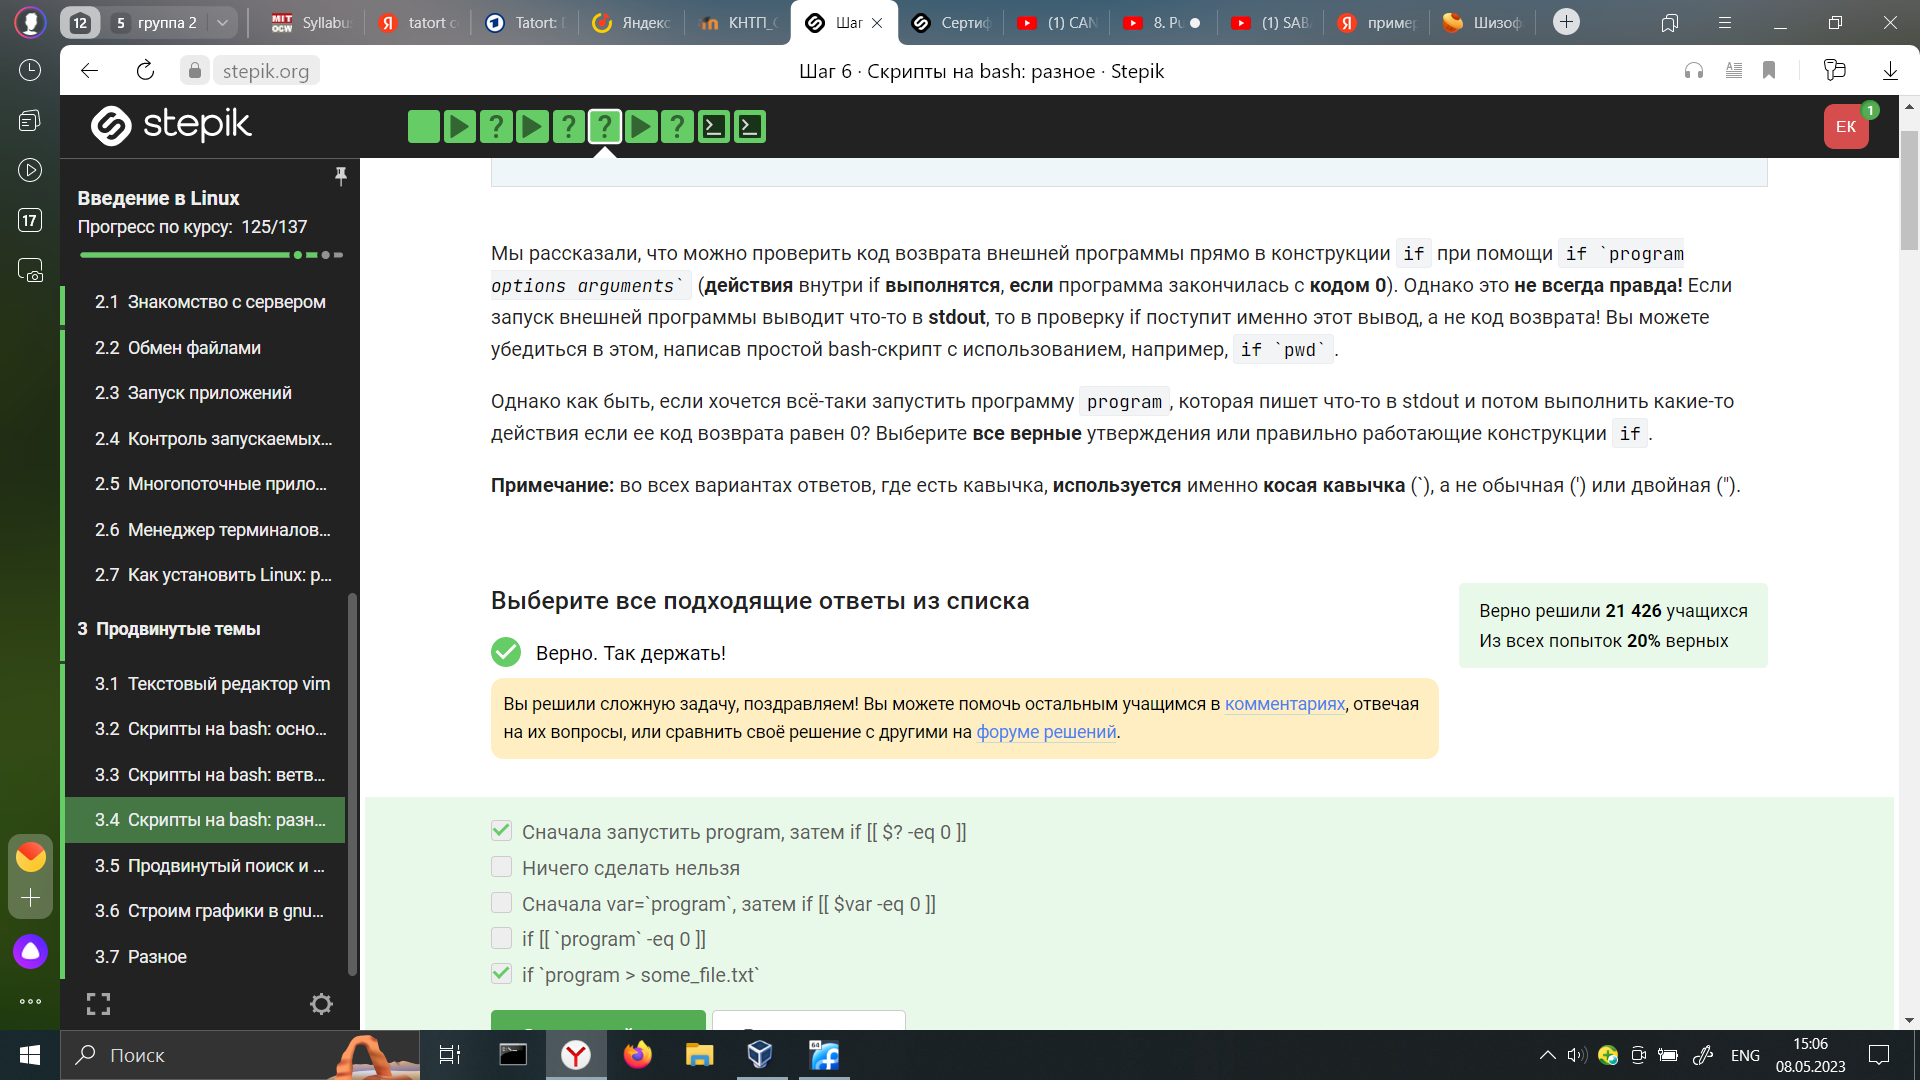 12
5 группа 2
MIT OCW Syllabu
tatort c
Tatort: 
Яндекс
КНТП_
Шаг
Сертиф
(1) CAN
8. Pu
(1) SAB
пример
Шизоф
stepik.org
Шаг 6 · Скрипты на bash: разное · Stepik
17
stepik
EK
1
Введение в Linux
Прогресс по курсу: 125/137
2.1 Знакомство с сервером
2.2 Обмен файлами
2.3 Запуск приложений
2.4 Контроль запускаемых...
2.5 Многопоточные прило...
2.6 Менеджер терминалов...
2.7 Как установить Linux: р...
3 Продвинутые темы
3.1 Текстовый редактор vim
3.2 Скрипты на bash: осно...
3.3 Скрипты на bash: ветв...
3.4 Скрипты на bash: разн...
3.5 Продвинутый поиск и ...
3.6 Строим графики в gnu...
3.7 Разное
Мы рассказали, что можно проверить код возврата внешней программы прямо в конструкции if при помощи if `program
options arguments` (действия внутри if выполнятся, если программа закончилась с кодом 0). Однако это не всегда правда! Если
запуск внешней программы выводит что-то в stdout, то в проверку if поступит именно этот вывод, а не код возврата! Вы можете
убедиться в этом, написав простой bash-скрипт с использованием, например, if `pwd`.
Однако как быть, если хочется всё-таки запустить программу program, которая пишет что-то в stdout и потом выполнить какие-то
действия если ее код возврата равен 0? Выберите все верные утверждения или правильно работающие конструкции if.
Примечание: во всех вариантах ответов, где есть кавычка, используется именно косая кавычка (`), а не обычная (') или двойная (").
Выберите все подходящие ответы из списка
Верно решили 21 426 учащихся
Из всех попыток 20% верных
Верно. Так держать!
Вы решили сложную задачу, поздравляем! Вы можете помочь остальным учащимся в комментариях, отвечая
на их вопросы, или сравнить своё решение с другими на форуме решений.
Сначала запустить program, затем if [[ $? -eq 0 ]]
Ничего сделать нельзя
Сначала var=`program`, затем if [[ $var -eq 0 ]]
if [[ `program` -eq 0 ]]
if `program > some_file.txt`
Поиск
64
ENG
15:06
08.05.2023